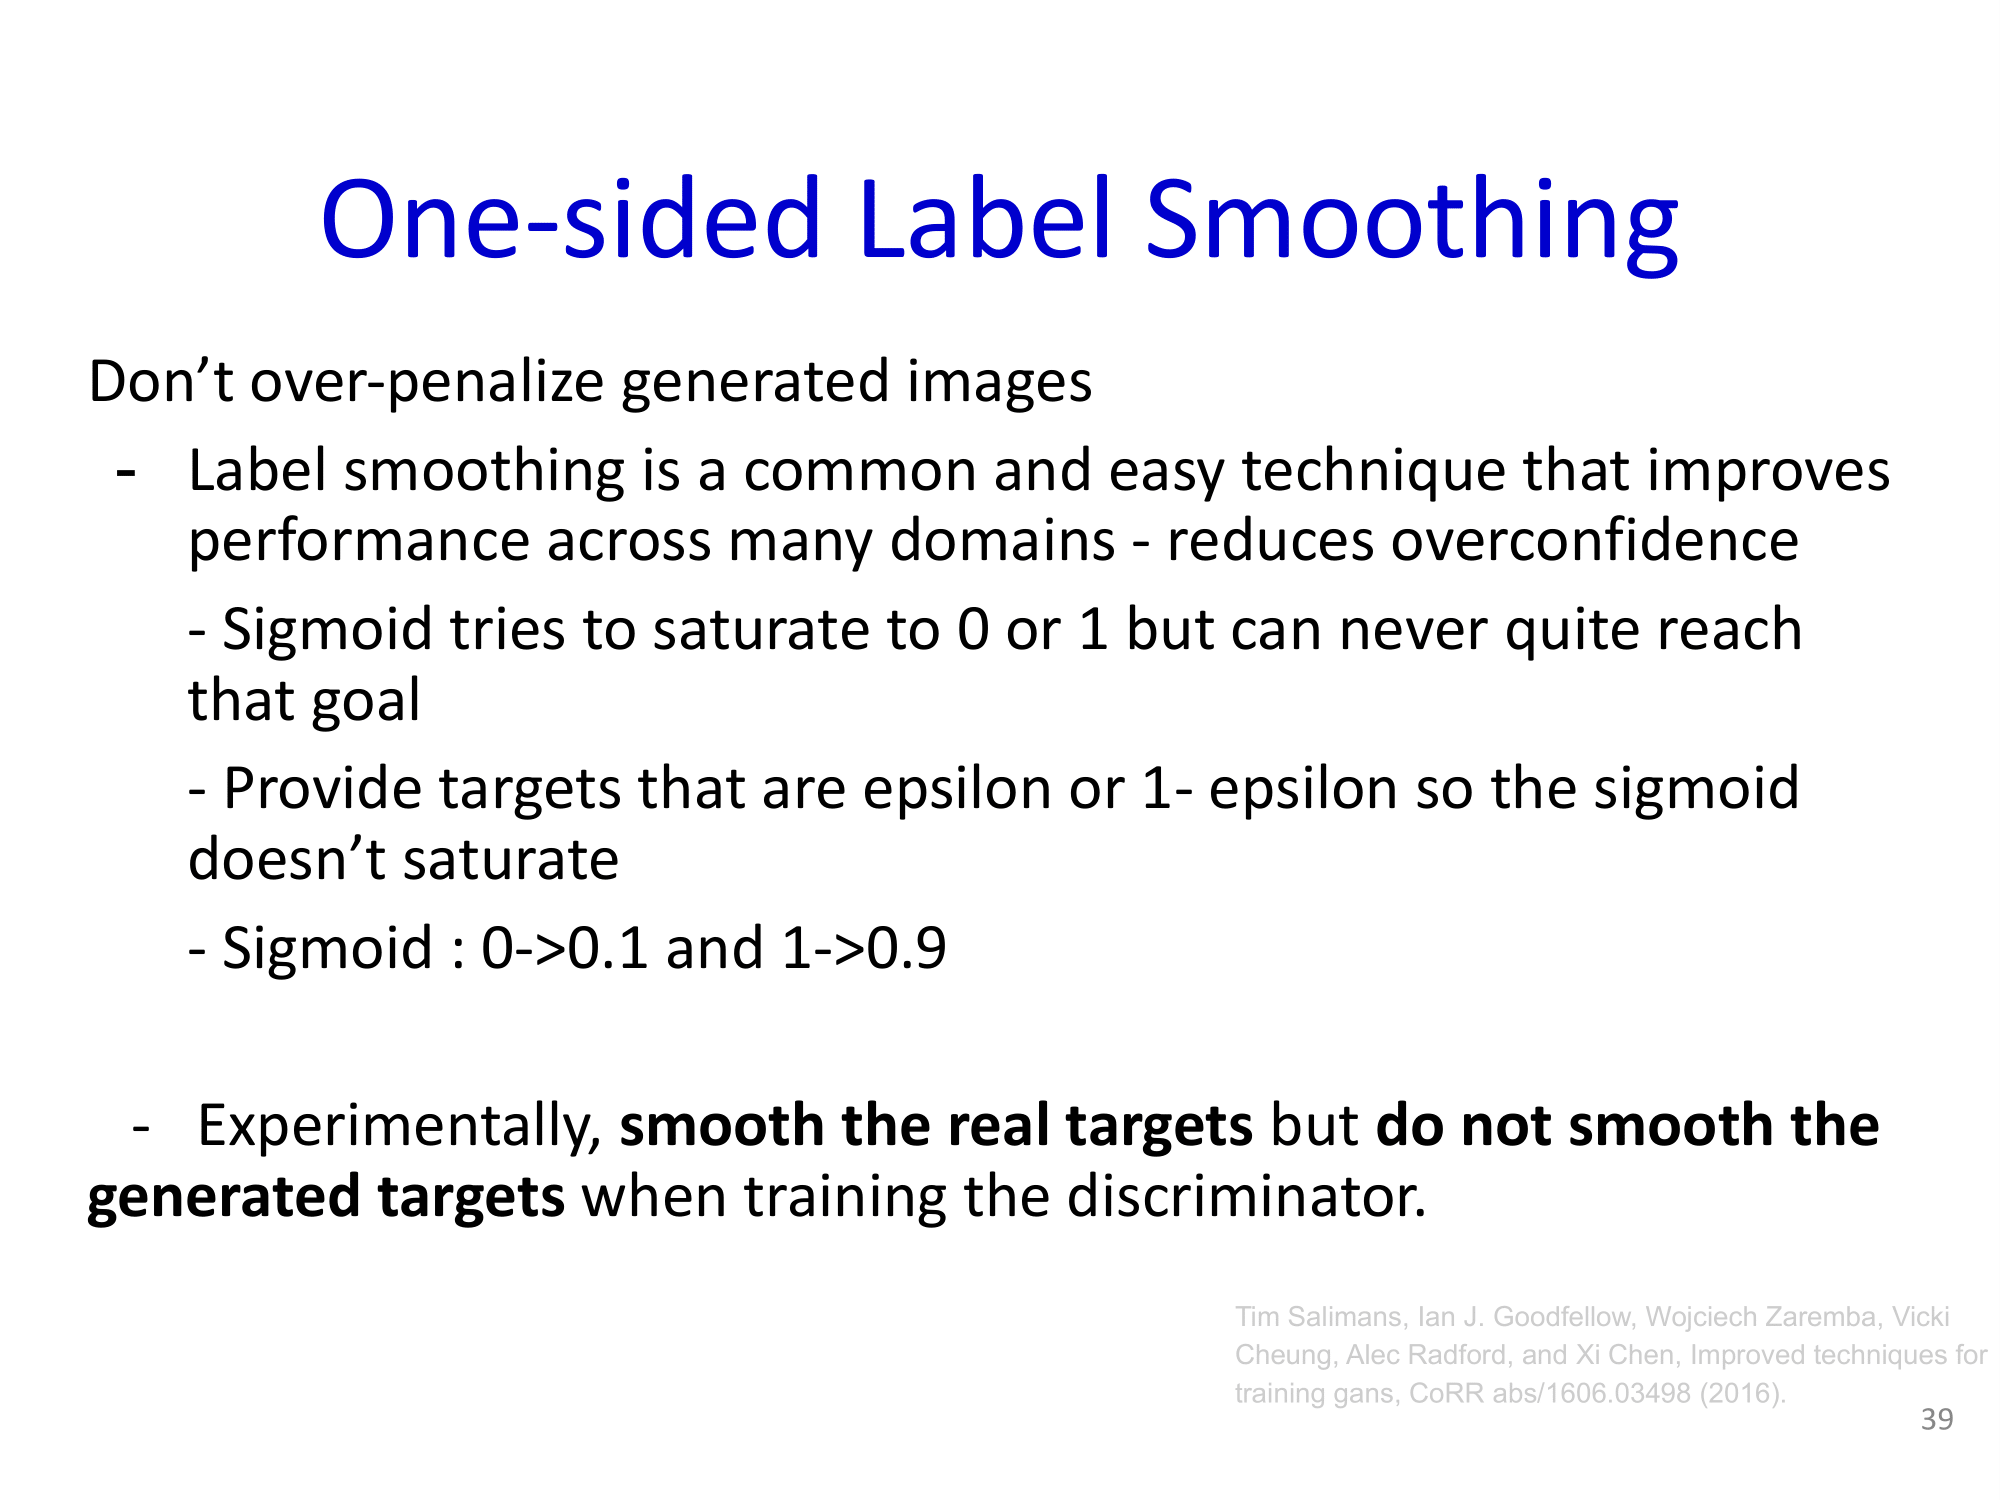 One-sided Label Smoothing
Don’t over-penalize generated images
- Label smoothing is a common and easy technique that improves
performance across many domains - reduces overconfidence
- Sigmoid tries to saturate to 0 or 1 but can never quite reach
that goal
- Provide targets that are epsilon or 1- epsilon so the sigmoid
doesn’t saturate
- Sigmoid : 0->0.1 and 1->0.9
- Experimentally, smooth the real targets but do not smooth the
generated targets when training the discriminator.
Tim Salimans, Ian J. Goodfellow, Wojciech Zaremba, Vicki
Cheung, Alec Radford, and Xi Chen, Improved techniques for
training gans, CoRR abs/1606.03498 (2016).
39